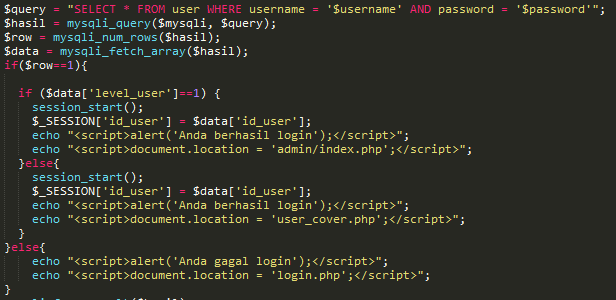 $query = "SELECT * FROM user WHERE username = '$username' AND password = '$password'";
$hasil = mysqli_query($mysqli, $query);
$row = mysqli_num_rows($hasil);
$data = mysqli_fetch_array($hasil);
if($row==1){
if ($data['level_user']==1) {
session_start();
$_SESSION['id_user'] = $data['id_user'];
echo "<script>alert('Anda berhasil login');</script>";
echo "<script>document.location = 'admin/index.php';</script>";
}else{
session_start();
$_SESSION['id_user'] = $data['id_user'];
echo "<script>alert('Anda berhasil login');</script>";
echo "<script>document.location = 'user_cover.php';</script>";
}
}else{
echo "<script>alert('Anda gagal login');</script>";
echo "<script>document.location = 'login.php';</script>";
}